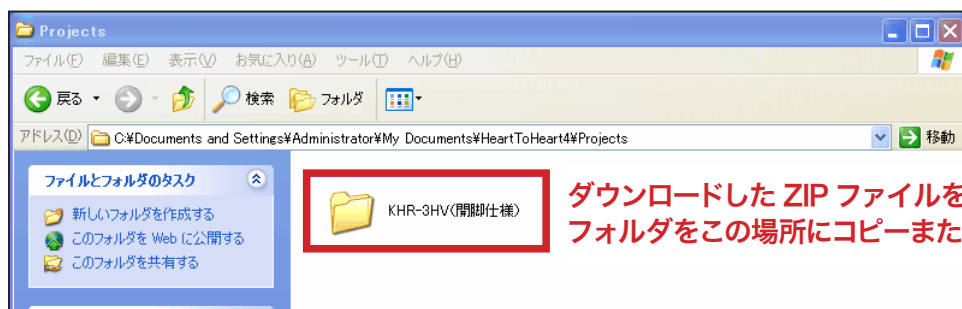 Projects
ファイル(F) 編集(E) 表示(V) お気に入り(A) ツール(T) ヘルプ(H)
戻る 検索 フォルダ
アドレス(D) C:¥Documents and Settings¥Administrator¥My Documents¥HeartToHeart4¥Projects 移動
ファイルとフォルダのタスク
新しいフォルダを作成する
このフォルダを Web に公開する
このフォルダを共有する
KHR-3HV(開脚仕様)
ダウンロードした ZIP ファイルを
フォルダをこの場所にコピーまた